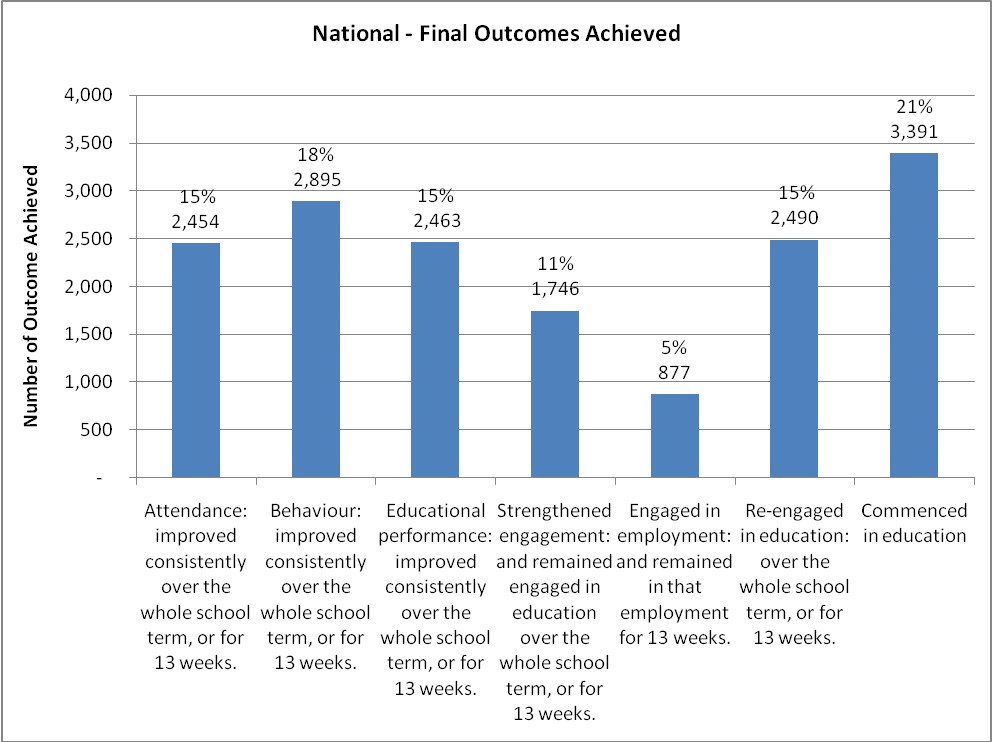 National - Final Outcomes Achieved
Number of Outcome Achieved
4,000
3,500
3,000
2,500
2,000
1,500
1,000
500
-
15%
2,454
18%
2,895
15%
2,463
11%
1,746
5%
877
15%
2,490
21%
3,391
Attendance:
improved
consistently
over the
whole school
term, or for
13 weeks.
Behaviour:
improved
consistently
over the
whole school
term, or for
13 weeks.
Educational
performance:
improved
consistently
over the
whole school
term, or for
13 weeks.
Strengthened
engagement:
and remained
engaged in
education
over the
whole school
term, or for
13 weeks.
Engaged in
employment:
and remained
in that
employment
for 13 weeks.
Re-engaged
in education:
over the
whole school
term, or for
13 weeks.
Commenced
in education